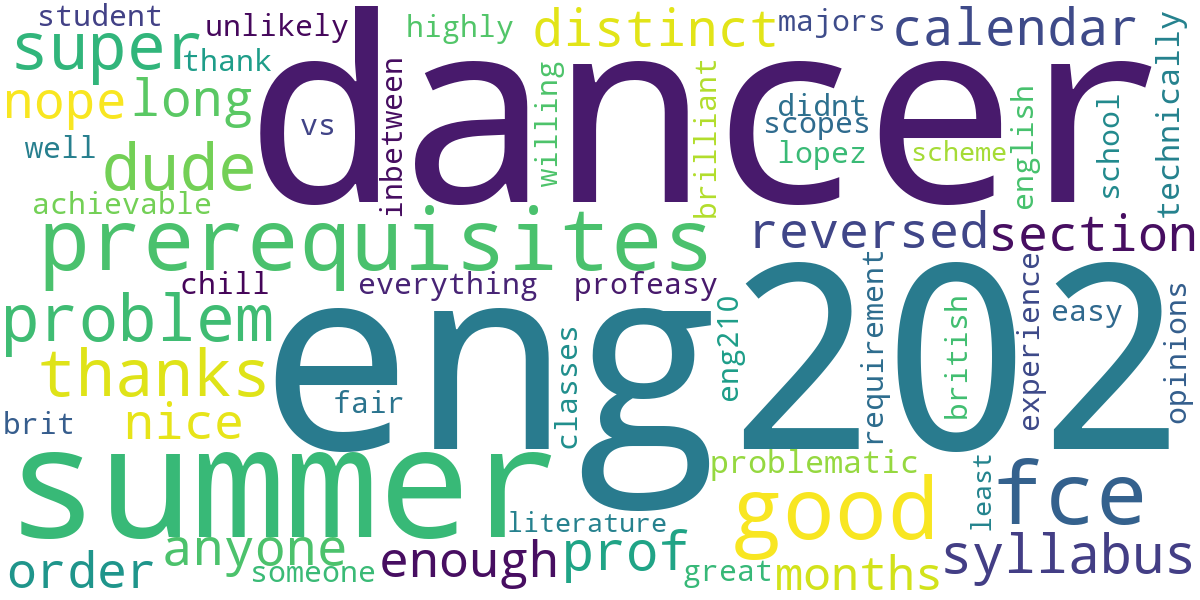 student
unlikely
highly
distinct
majors
calendar
technically
super
thank
dancer
nope
long
vs
inbetween
willing
brilliant
didnt
scopes
lopez
scheme
english
school
well
dude
achievable
prerequisites
reversed
section
chill
everything
profeasy
eng202
problem
eng210
requirement
british
experience
easy
opinions
thanks
fair
classes
brit
nice
summer
problematic
least
fce
good
literature
order
anyone
someone
enough
prof
great
months
syllabus